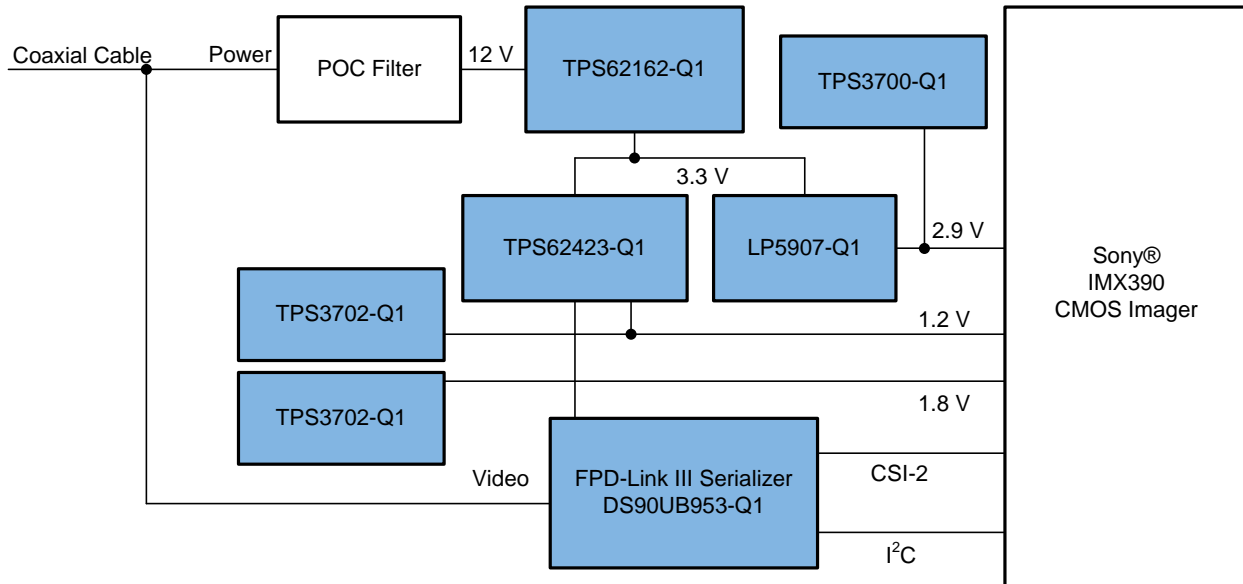 Coaxial Cable
Power
POC Filter
12 V
TPS62162-Q1
TPS3700-Q1
3.3 V
TPS62423-Q1
LP5907-Q1
2.9 V
Sony®
IMX390
CMOS Imager
TPS3702-Q1
1.2 V
TPS3702-Q1
1.8 V
Video
FPD-Link III Serializer
DS90UB953-Q1
CSI-2
I²C